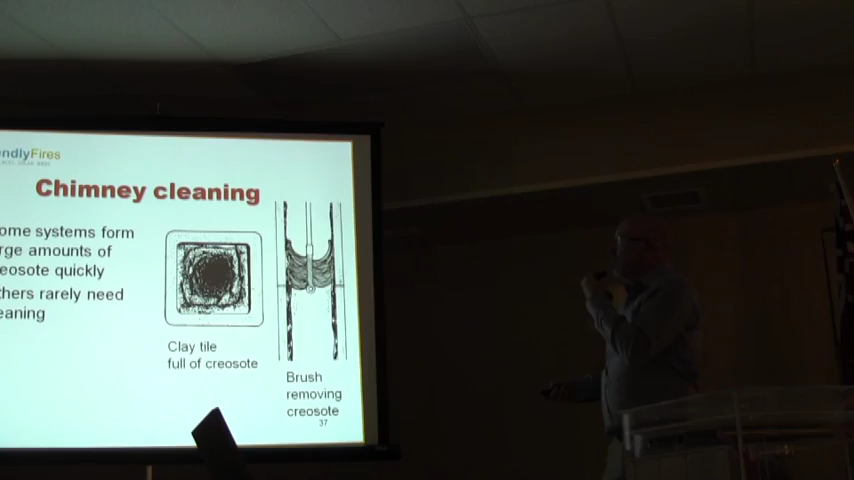 ndlyFires
Chimney cleaning
ome systems form
rge amounts of
eosote quickly
thers rarely need
eaning
Clay tile
full of creosote
Brush
removing
creosote
37